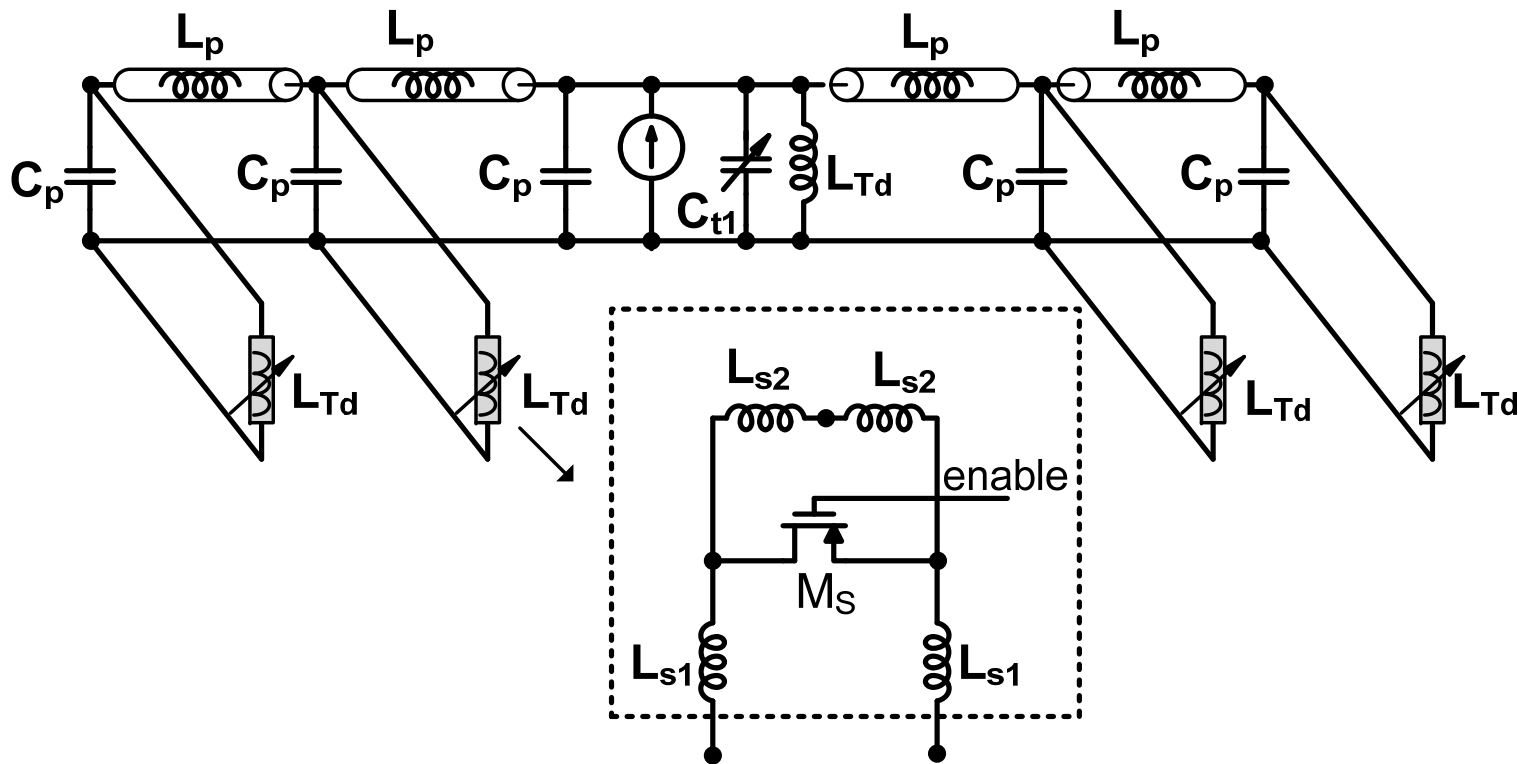 Lp Lp Lp Lp
Cp Cp Cp Ct1 LTd Cp Cp
LTd LTd LTd LTd
Ls2 Ls2
enable
MS
Ls1 Ls1